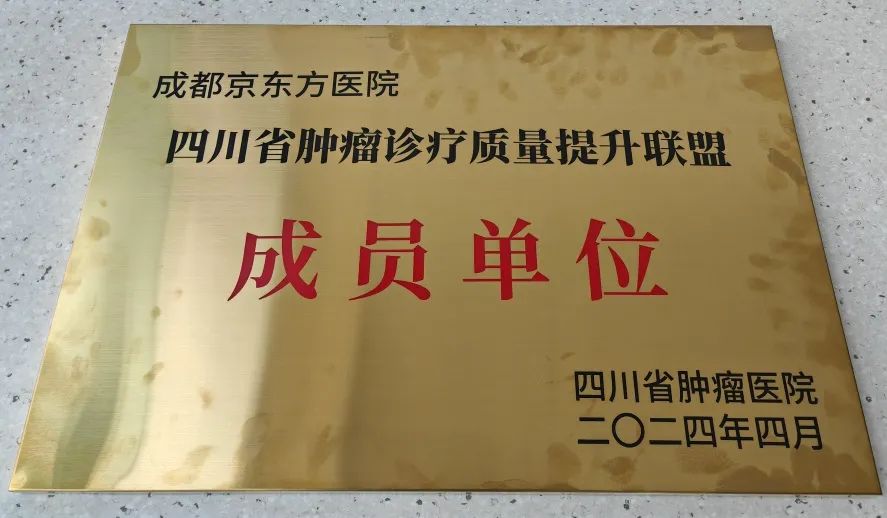 成都京东方医院
四川省肿瘤诊疗质量提升联盟
成员单位
四川省肿瘤医院
二〇二四年四月